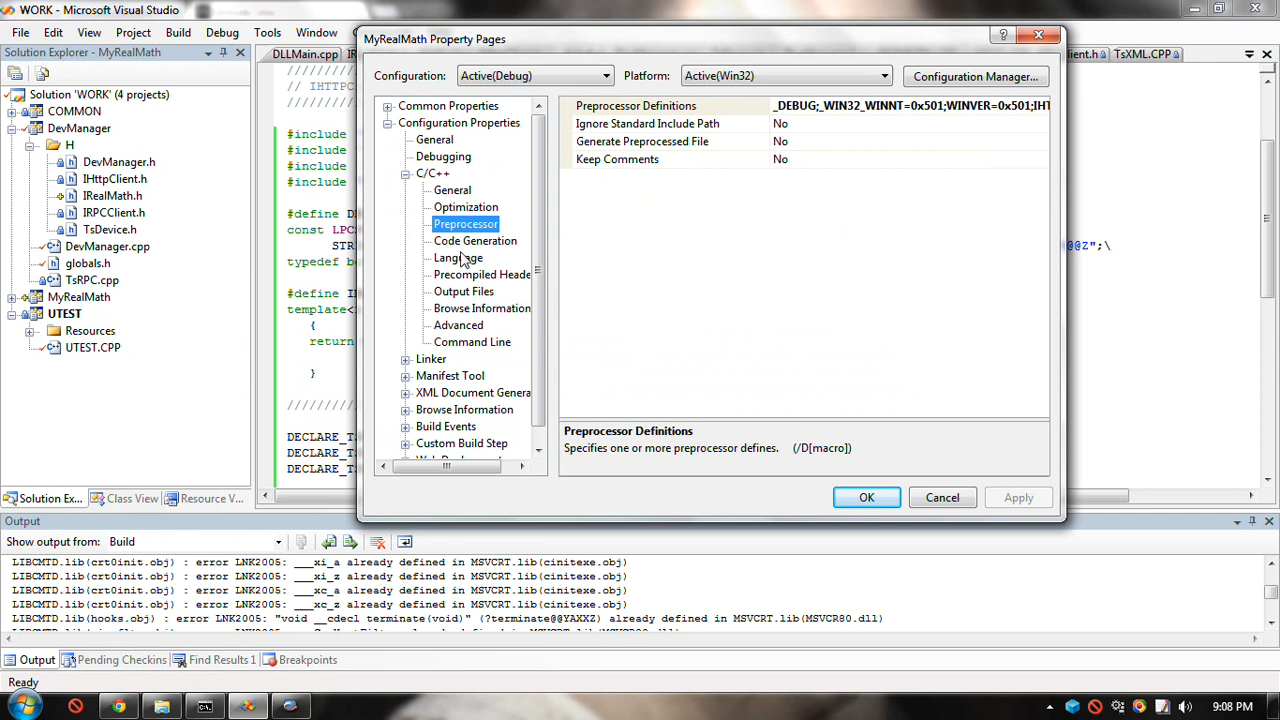 WORK - Microsoft Visual Studio
File Edit View Project Build Debug Tools Window
Solution Explorer - MyRealMath
Solution 'WORK' (4 projects)
COMMON
DevManager
H
DevManager.h
IHttpClient.h
IRealMath.h
IRPCClient.h
TsDevice.h
DevManager.cpp
globals.h
TsRPC.cpp
MyRealMath
UTEST
Resources
UTEST.CPP
Solution Ex... Class View Resource V...
DLLMain.cpp
ient.h TsXML.CPP
//////////
// IHTTPC
//////////
#include
#include
#include
#include
#define D
const LPC
STR @@Z";\
typedef bo
#define I
template<
{
return
}
//////////
DECLARE_T
DECLARE_T
DECLARE_T
MyRealMath Property Pages
Configuration: Active(Debug) Platform: Active(Win32) Configuration Manager...
Common Properties
Configuration Properties
General
Debugging
C/C++
General
Optimization
Preprocessor
Code Generation
Language
Precompiled Heade
Output Files
Browse Information
Advanced
Command Line
Linker
Manifest Tool
XML Document Genera
Browse Information
Build Events
Custom Build Step
Preprocessor Definitions _DEBUG;_WIN32_WINNT=0x501;WINVER=0x501;IHT
Ignore Standard Include Path No
Generate Preprocessed File No
Keep Comments No
Preprocessor Definitions
Specifies one or more preprocessor defines. (/D[macro])
OK Cancel Apply
Output
Show output from: Build
LIBCMTD.lib(crt0init.obj) : error LNK2005: ___xi_a already defined in MSVCRT.lib(cinitexe.obj)
LIBCMTD.lib(crt0init.obj) : error LNK2005: ___xi_z already defined in MSVCRT.lib(cinitexe.obj)
LIBCMTD.lib(crt0init.obj) : error LNK2005: ___xc_a already defined in MSVCRT.lib(cinitexe.obj)
LIBCMTD.lib(crt0init.obj) : error LNK2005: ___xc_z already defined in MSVCRT.lib(cinitexe.obj)
LIBCMTD.lib(hooks.obj) : error LNK2005: "void __cdecl terminate(void)" (?terminate@@YAXXZ) already defined in MSVCRT.lib(MSVCR80.dll)
Output Pending Checkins Find Results 1 Breakpoints
Ready
9:08 PM